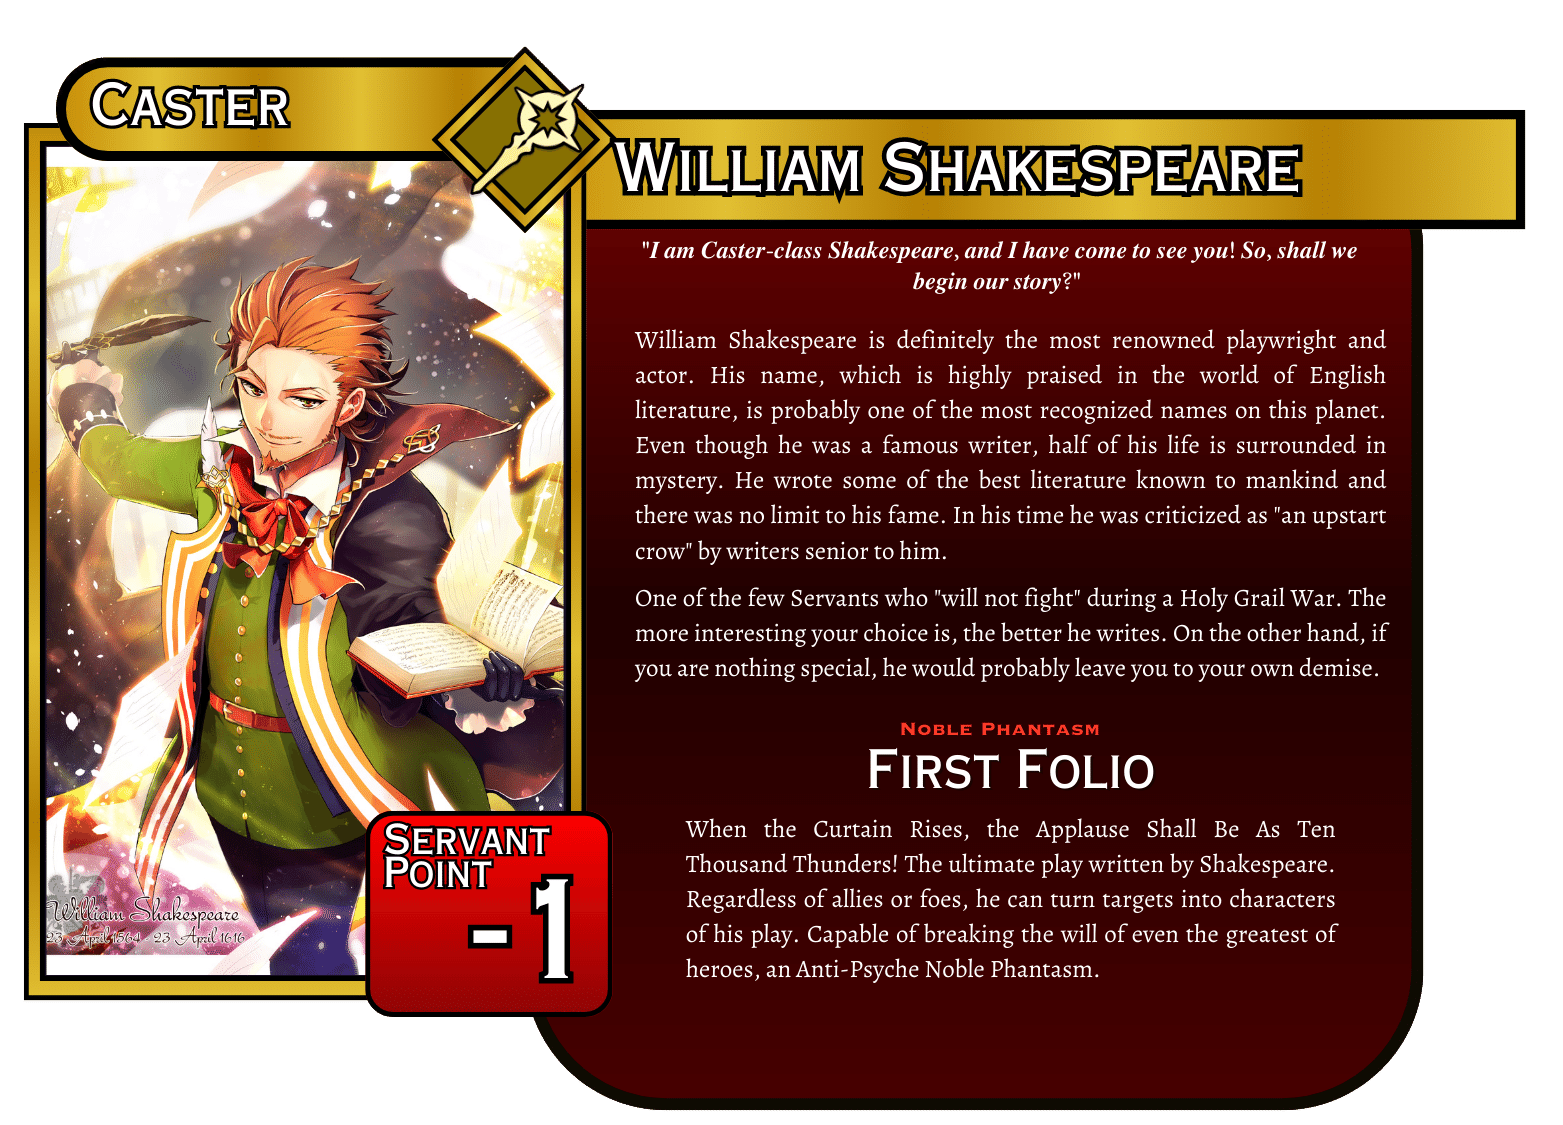 CASTER
WILLIAM SHAKESPEARE
"I am Caster-class Shakespeare, and I have come to see you! So, shall we
begin our story?"
William Shakespeare is definitely the most renowned playwright and
actor. His name, which is highly praised in the world of English
literature, is probably one of the most recognized names on this planet.
Even though he was a famous writer, half of his life is surrounded in
mystery. He wrote some of the best literature known to mankind and
there was no limit to his fame. In his time he was criticized as "an upstart
crow" by writers senior to him.
One of the few Servants who "will not fight" during a Holy Grail War. The
more interesting your choice is, the better he writes. On the other hand, if
you are nothing special, he would probably leave you to your own demise.
NOBLE PHANTASM
FIRST FOLIO
When the Curtain Rises, the Applause Shall Be As Ten
Thousand Thunders! The ultimate play written by Shakespeare.
Regardless of allies or foes, he can turn targets into characters
of his play. Capable of breaking the will of even the greatest of
heroes, an Anti-Psyche Noble Phantasm.
SERVANT
POINT
-1
William Shakespeare
23 April 1564 - 23 April 1616